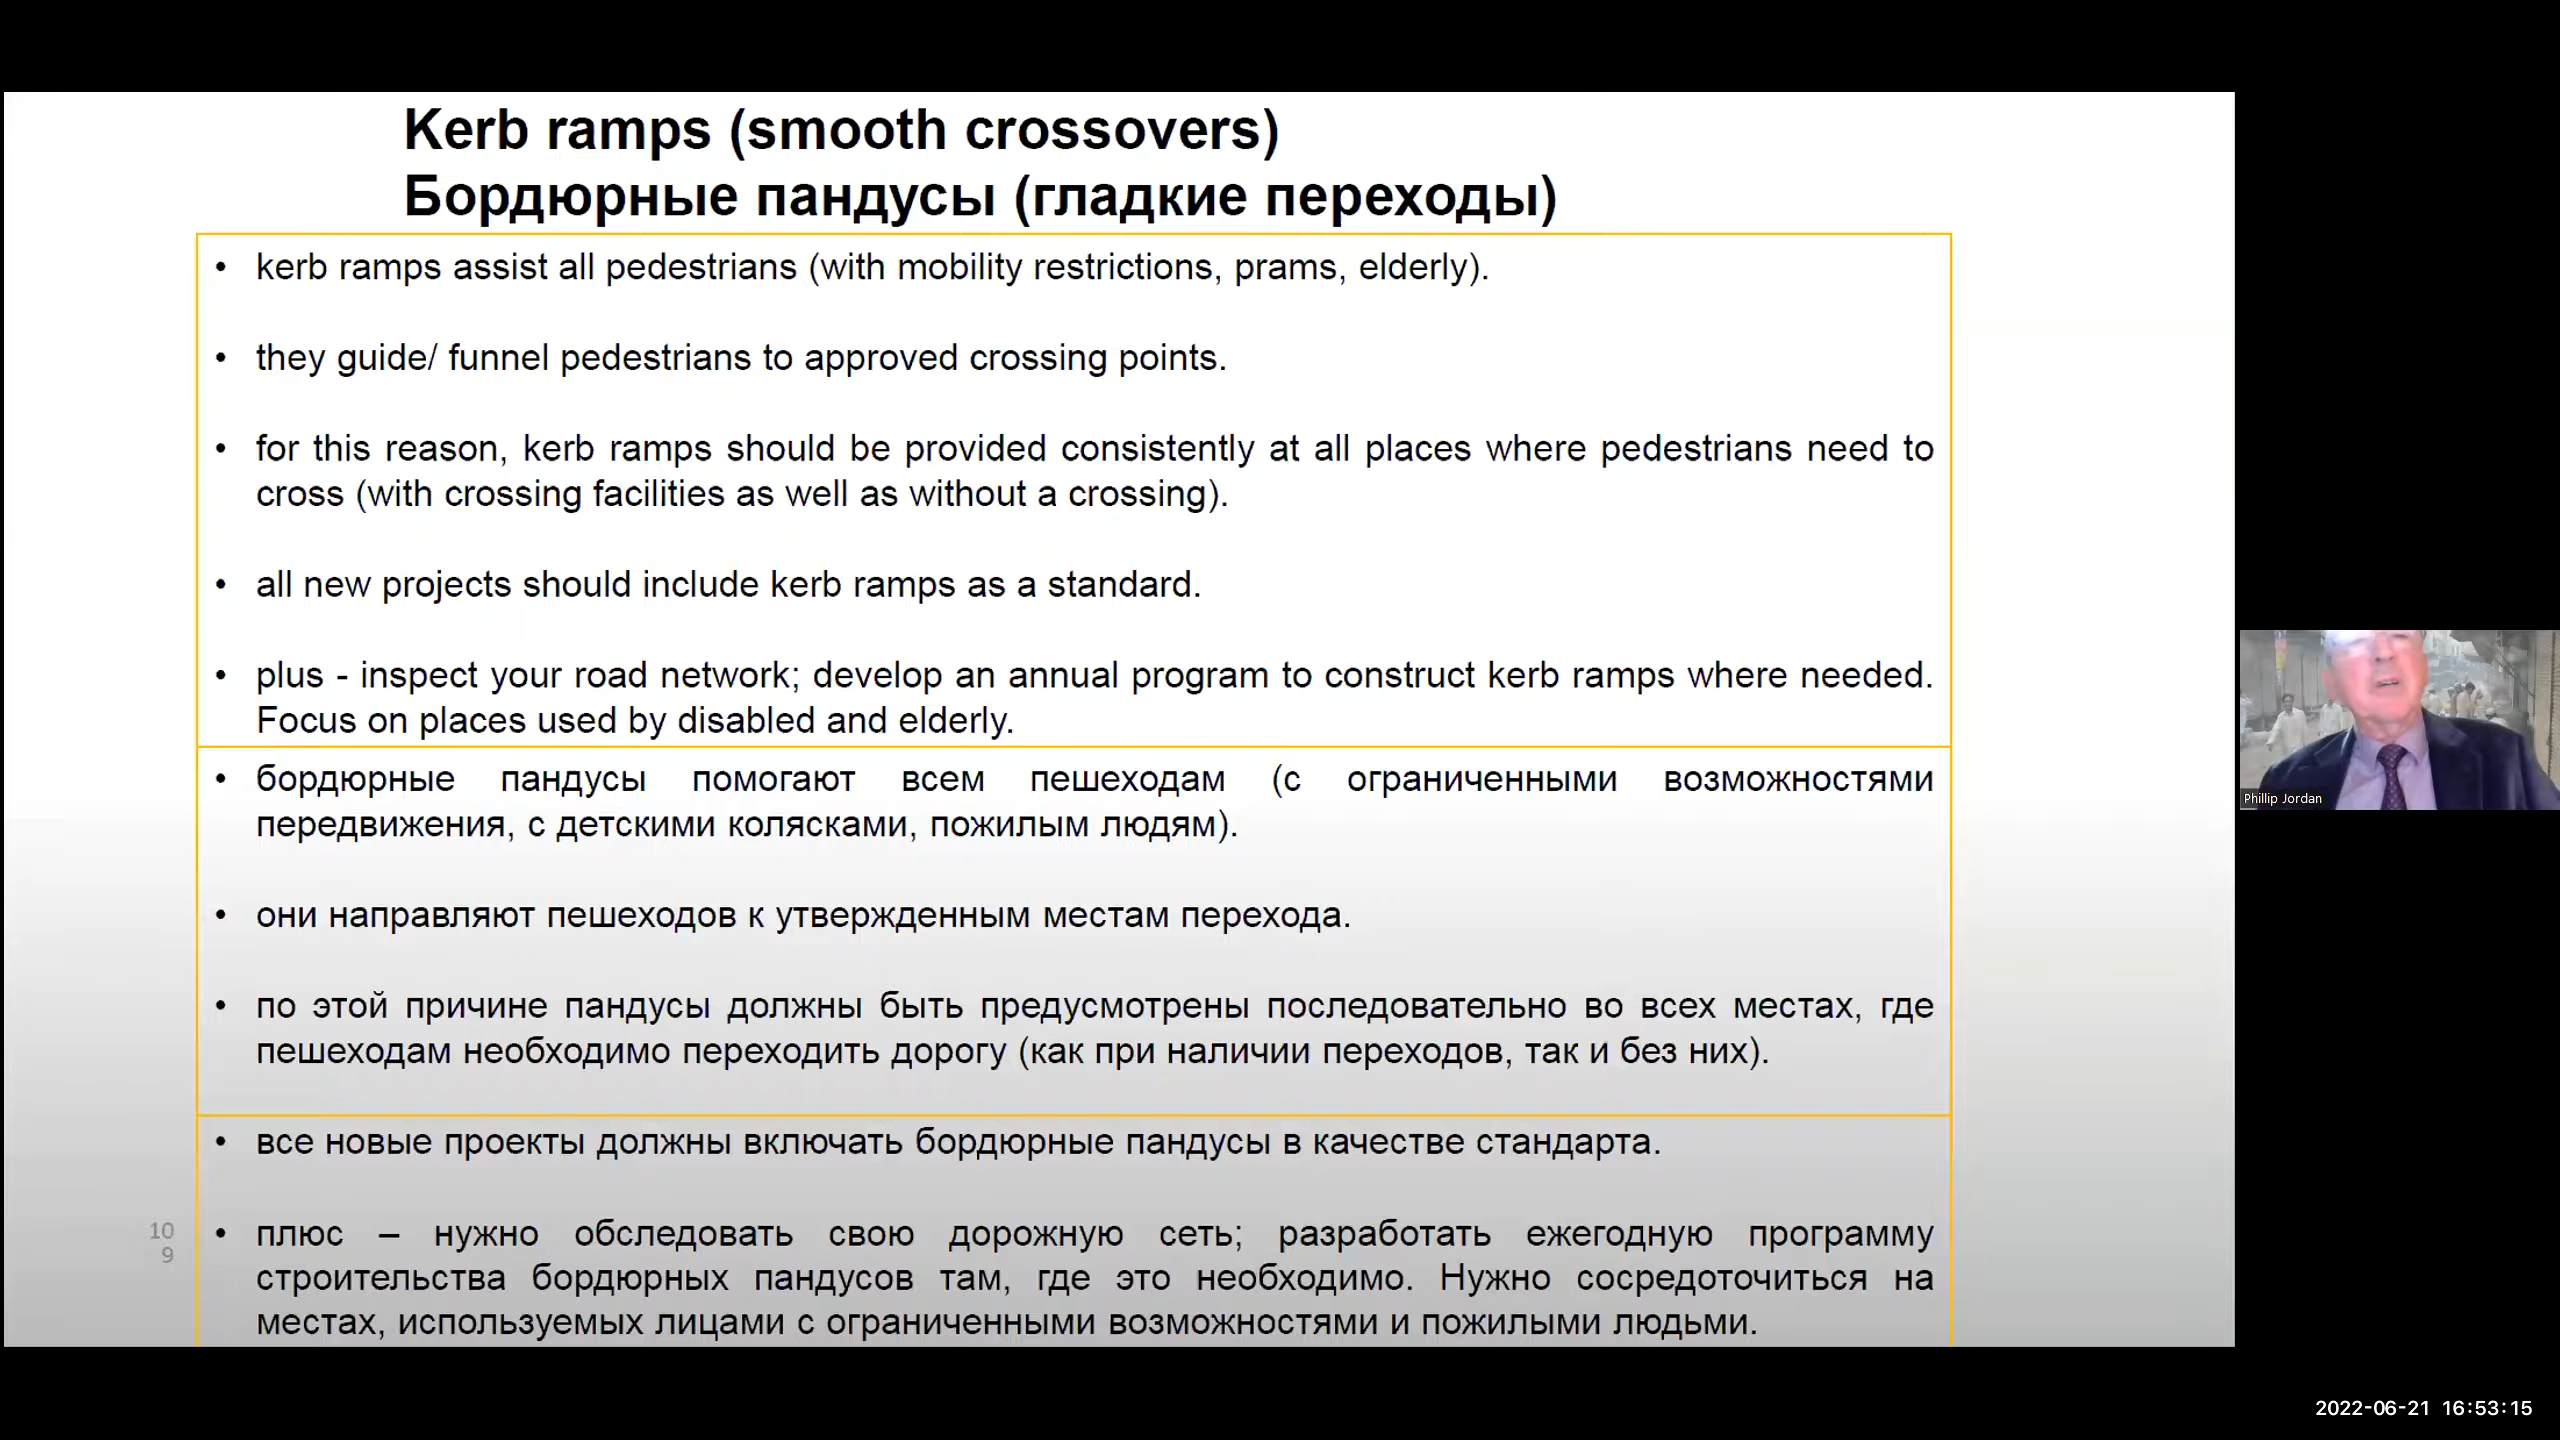 Kerb ramps (smooth crossovers)
Бордюрные пандусы (гладкие переходы)
• kerb ramps assist all pedestrians (with mobility restrictions, prams, elderly).
• they guide/ funnel pedestrians to approved crossing points.
• for this reason, kerb ramps should be provided consistently at all places where pedestrians need to
cross (with crossing facilities as well as without a crossing).
• all new projects should include kerb ramps as a standard.
• plus - inspect your road network; develop an annual program to construct kerb ramps where needed.
Focus on places used by disabled and elderly.
• бордюрные пандусы помогают всем пешеходам (с ограниченными возможностями
передвижения, с детскими колясками, пожилым людям).
• они направляют пешеходов к утвержденным местам перехода.
• по этой причине пандусы должны быть предусмотрены последовательно во всех местах, где
пешеходам необходимо переходить дорогу (как при наличии переходов, так и без них).
• все новые проекты должны включать бордюрные пандусы в качестве стандарта.
• плюс – нужно обследовать свою дорожную сеть; разработать ежегодную программу
строительства бордюрных пандусов там, где это необходимо. Нужно сосредоточиться на
местах, используемых лицами с ограниченными возможностями и пожилыми людьми.
10
9
Phillip Jordan
2022-06-21 16:53:15